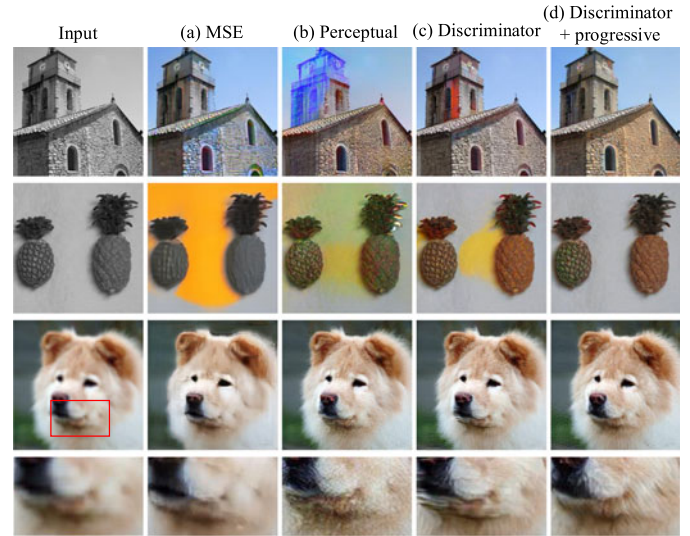 Input
(a) MSE
(b) Perceptual
(c) Discriminator
(d) Discriminator
+ progressive